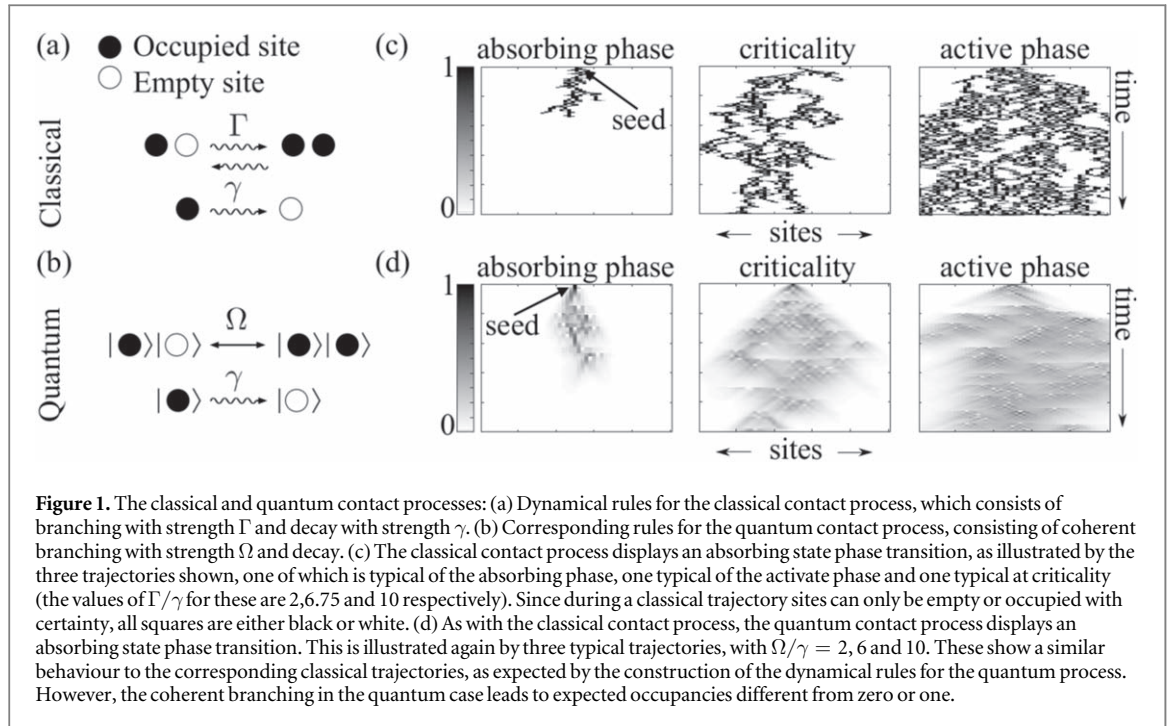 (a) ● Occupied site
○ Empty site
Classical
Γ
γ
(c) absorbing phase criticality active phase
1
0
seed
time
sites
(b)
Quantum
|●⟩|○⟩ Ω |●⟩|●⟩
|●⟩ γ |○⟩
(d) absorbing phase criticality active phase
1
0
seed
time
sites
Figure 1. The classical and quantum contact processes: (a) Dynamical rules for the classical contact process, which consists of
branching with strength Γ and decay with strength γ. (b) Corresponding rules for the quantum contact process, consisting of coherent
branching with strength Ω and decay. (c) The classical contact process displays an absorbing state phase transition, as illustrated by the
three trajectories shown, one of which is typical of the absorbing phase, one typical of the activate phase and one typical at criticality
(the values of Γ/γ for these are 2,6.75 and 10 respectively). Since during a classical trajectory sites can only be empty or occupied with
certainty, all squares are either black or white. (d) As with the classical contact process, the quantum contact process displays an
absorbing state phase transition. This is illustrated again by three typical trajectories, with Ω/γ = 2, 6 and 10. These show a similar
behaviour to the corresponding classical trajectories, as expected by the construction of the dynamical rules for the quantum process.
However, the coherent branching in the quantum case leads to expected occupancies different from zero or one.